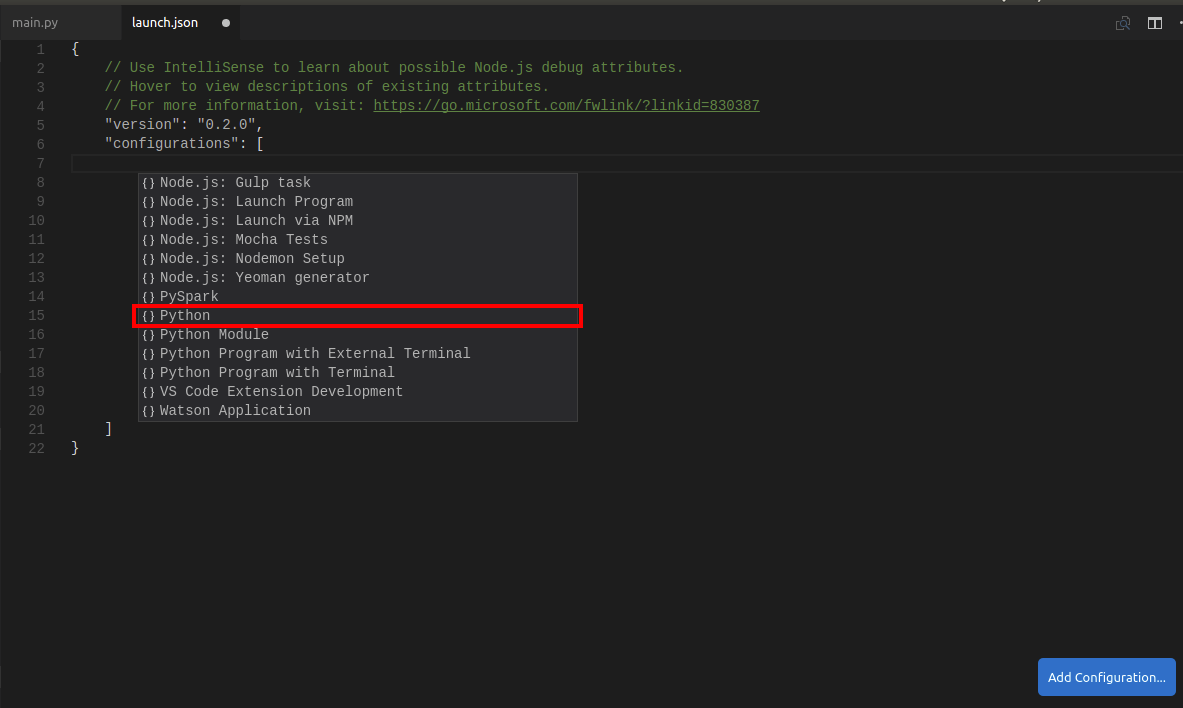 main.py
launch.json
1 {
2 // Use IntelliSense to learn about possible Node.js debug attributes.
3 // Hover to view descriptions of existing attributes.
4 // For more information, visit: https://go.microsoft.com/fwlink/?linkid=830387
5 "version": "0.2.0",
6 "configurations": [
7
8 {} Node.js: Gulp task
9 {} Node.js: Launch Program
10 {} Node.js: Launch via NPM
11 {} Node.js: Mocha Tests
12 {} Node.js: Nodemon Setup
13 {} Node.js: Yeoman generator
14 {} PySpark
15 {} Python
16 {} Python Module
17 {} Python Program with External Terminal
18 {} Python Program with Terminal
19 {} VS Code Extension Development
20 {} Watson Application
21 ]
22 }
Add Configuration...